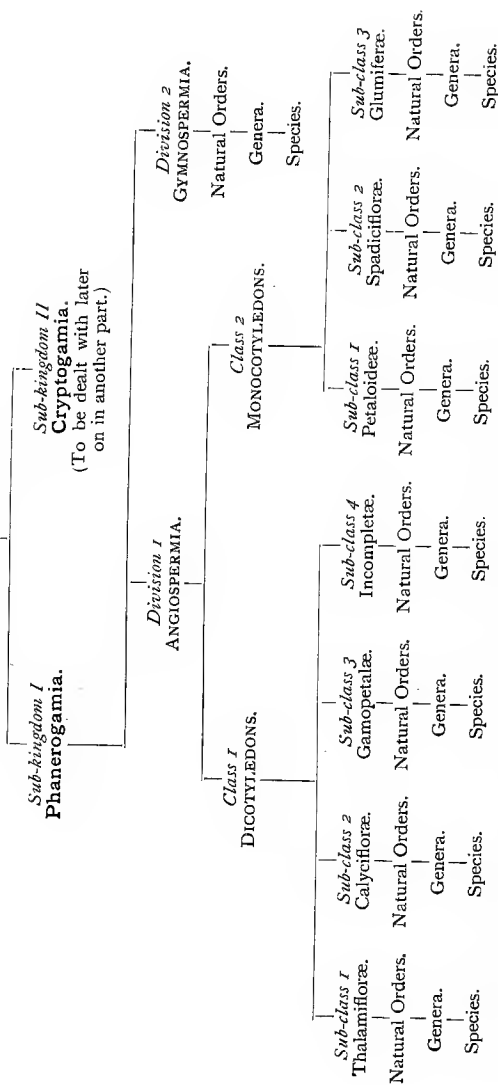 Sub-kingdom I
Phanerogamia.
Sub-kingdom II
Cryptogamia.
(To be dealt with later
on in another part.)
Division 1
ANGIOSPERMIA.
Division 2
GYMNOSPERMIA.
Natural Orders.
Genera.
Species.
Class 1
DICOTYLEDONS.
Class 2
MONOCOTYLEDONS.
Sub-class 1
Thalamifloræ.
Natural Orders.
Genera.
Species.
Sub-class 2
Calycifloræ.
Natural Orders.
Genera.
Species.
Sub-class 3
Gamopetalæ.
Natural Orders.
Genera.
Species.
Sub-class 4
Incompletæ.
Natural Orders.
Genera.
Species.
Sub-class 1
Petaloideæ.
Natural Orders.
Genera.
Species.
Sub-class 2
Spadicifloræ.
Natural Orders.
Genera.
Species.
Sub-class 3
Glumiferæ.
Natural Orders.
Genera.
Species.